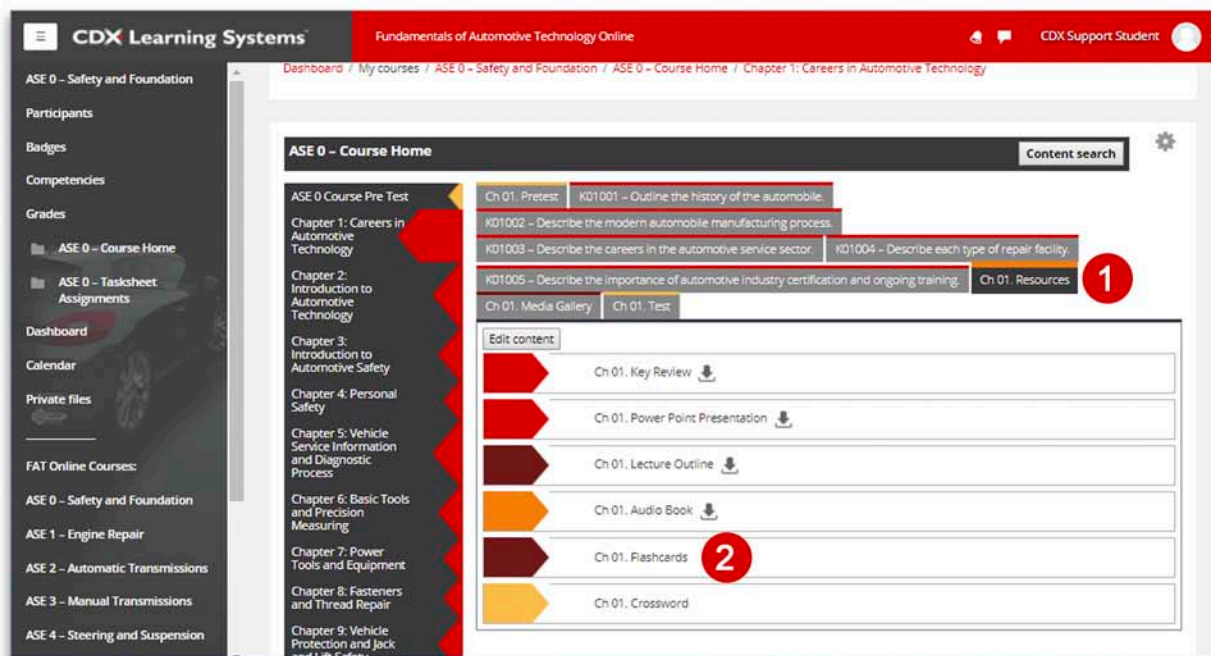 CDX Learning Systems
Fundamentals of Automotive Technology Online
CDX Support Student
ASE 0 – Safety and Foundation
Participants
Badges
Competencies
Grades
ASE 0 – Course Home
ASE 0 – Tasksheet
Assignments
Dashboard
Calendar
Private files
FAT Online Courses:
ASE 0 – Safety and Foundation
ASE 1 – Engine Repair
ASE 2 – Automatic Transmissions
ASE 3 – Manual Transmissions
ASE 4 – Steering and Suspension
Dashboard / My courses / ASE 0 – Safety and Foundation / ASE 0 – Course Home / Chapter 1: Careers in Automotive Technology
ASE 0 – Course Home
Content search
ASE 0 Course Pre Test
Chapter 1: Careers in
Automotive
Technology
Chapter 2:
Introduction to
Automotive
Technology
Chapter 3:
Introduction to
Automotive Safety
Chapter 4: Personal
Safety
Chapter 5: Vehicle
Service Information
and Diagnostic
Process
Chapter 6: Basic Tools
and Precision
Measuring
Chapter 7: Power
Tools and Equipment
Chapter 8: Fasteners
and Thread Repair
Chapter 9: Vehicle
Protection and Jack
and Lift Safety
Ch 01. Pretest
K01001 – Outline the history of the automobile.
K01002 – Describe the modern automobile manufacturing process.
K01003 – Describe the careers in the automotive service sector.
K01004 – Describe each type of repair facility.
K01005 – Describe the importance of automotive industry certification and ongoing training.
Ch 01. Resources
1
Ch 01. Media Gallery
Ch 01. Test
Edit content
Ch 01. Key Review
Ch 01. Power Point Presentation
Ch 01. Lecture Outline
Ch 01. Audio Book
Ch 01. Flashcards
2
Ch 01. Crossword